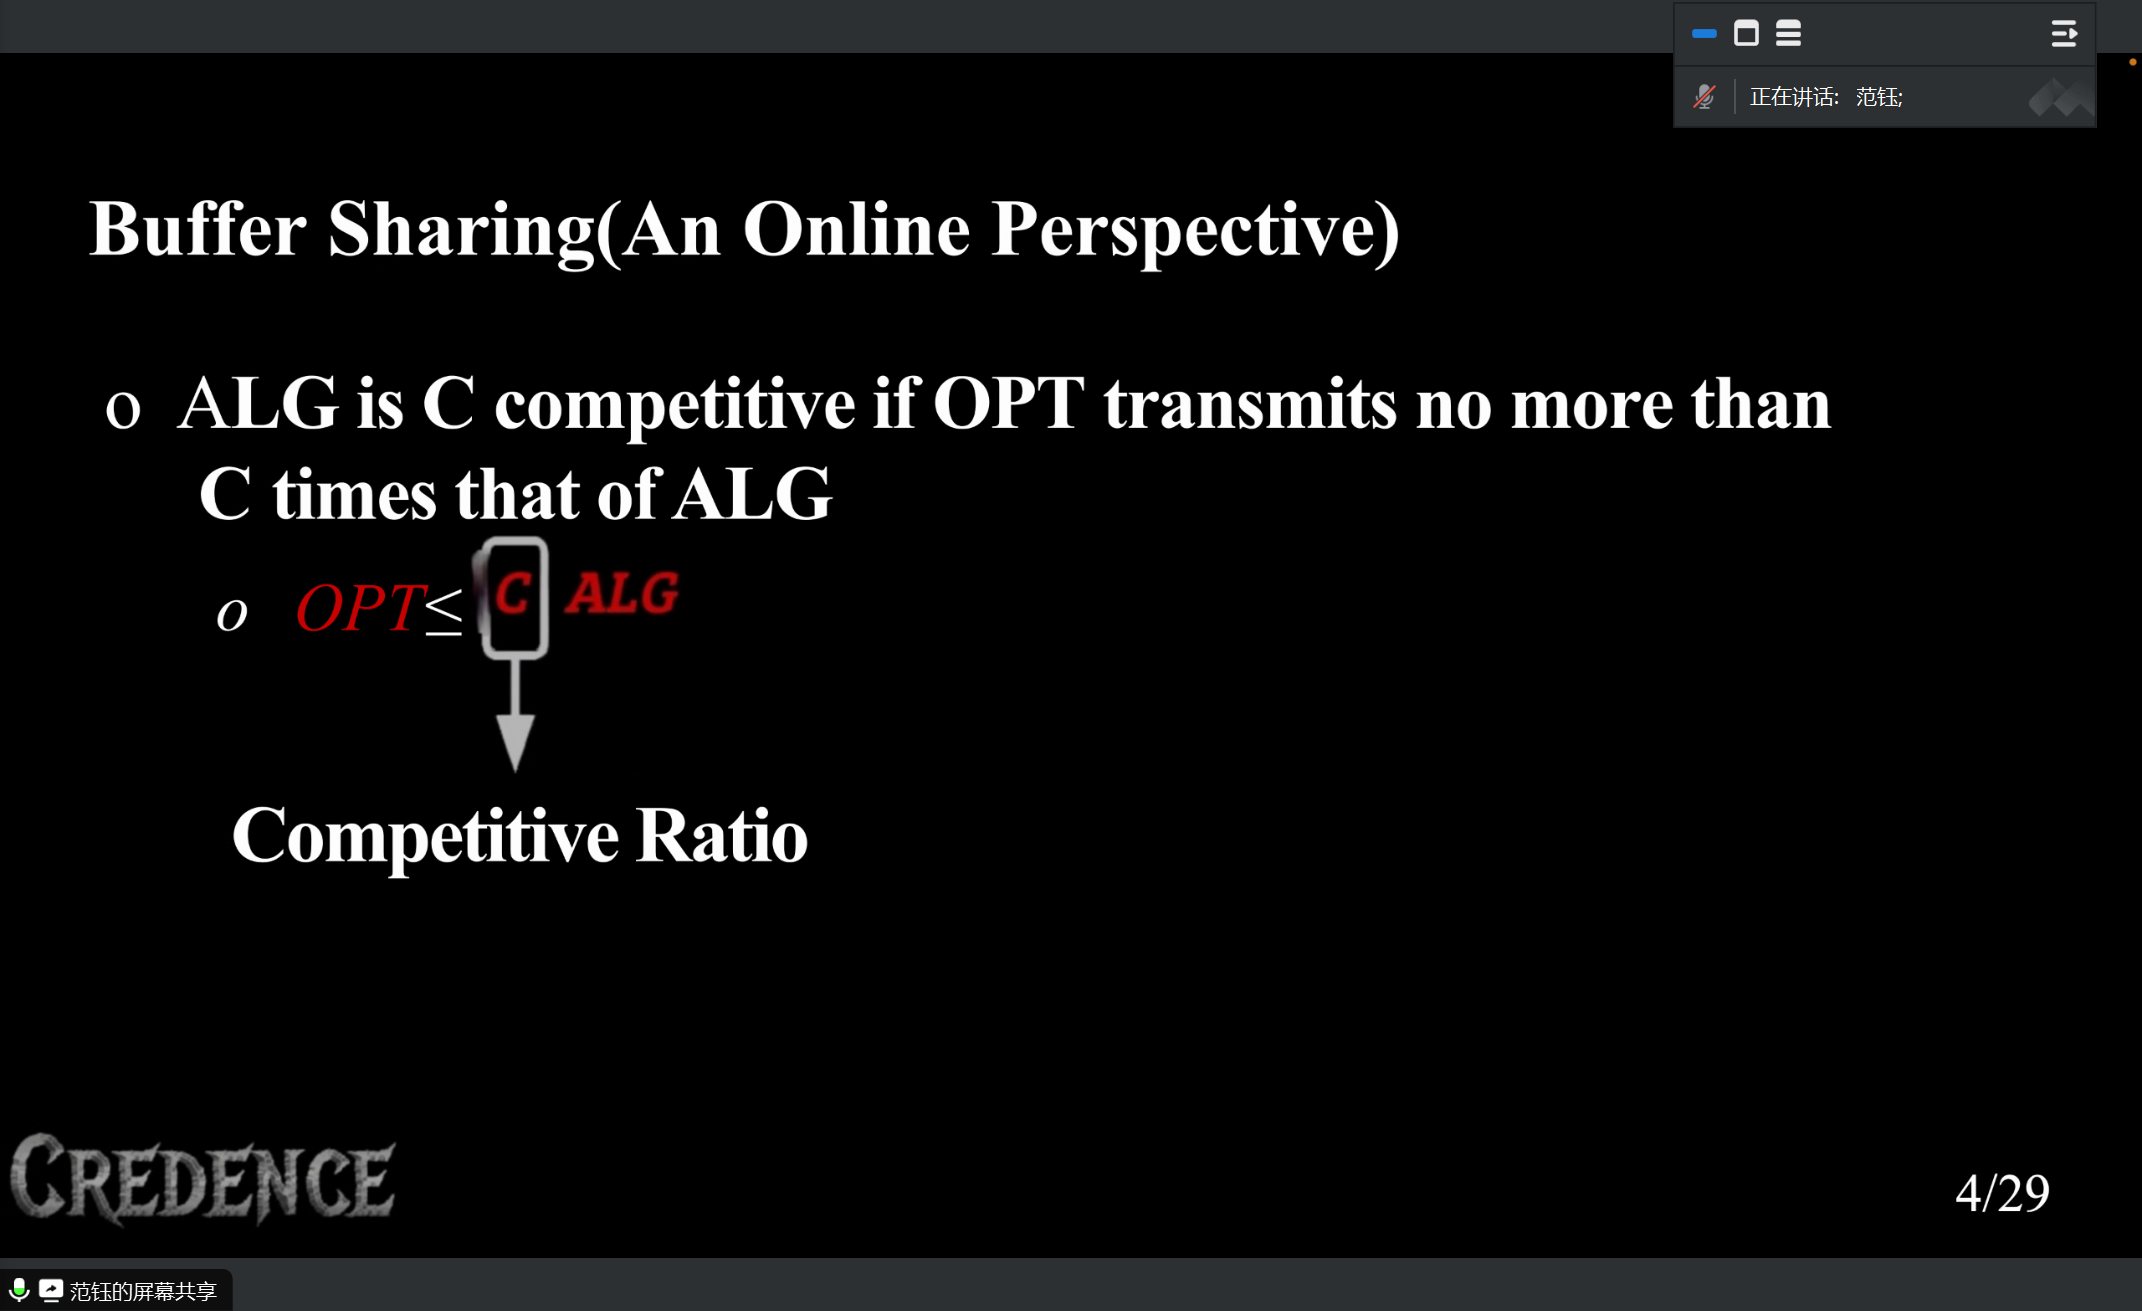 正在讲话: 范钰;
Buffer Sharing(An Online Perspective)
o ALG is C competitive if OPT transmits no more than
C times that of ALG
o OPT≤ C ALG
Competitive Ratio
CREDENCE
4/29
范钰的屏幕共享